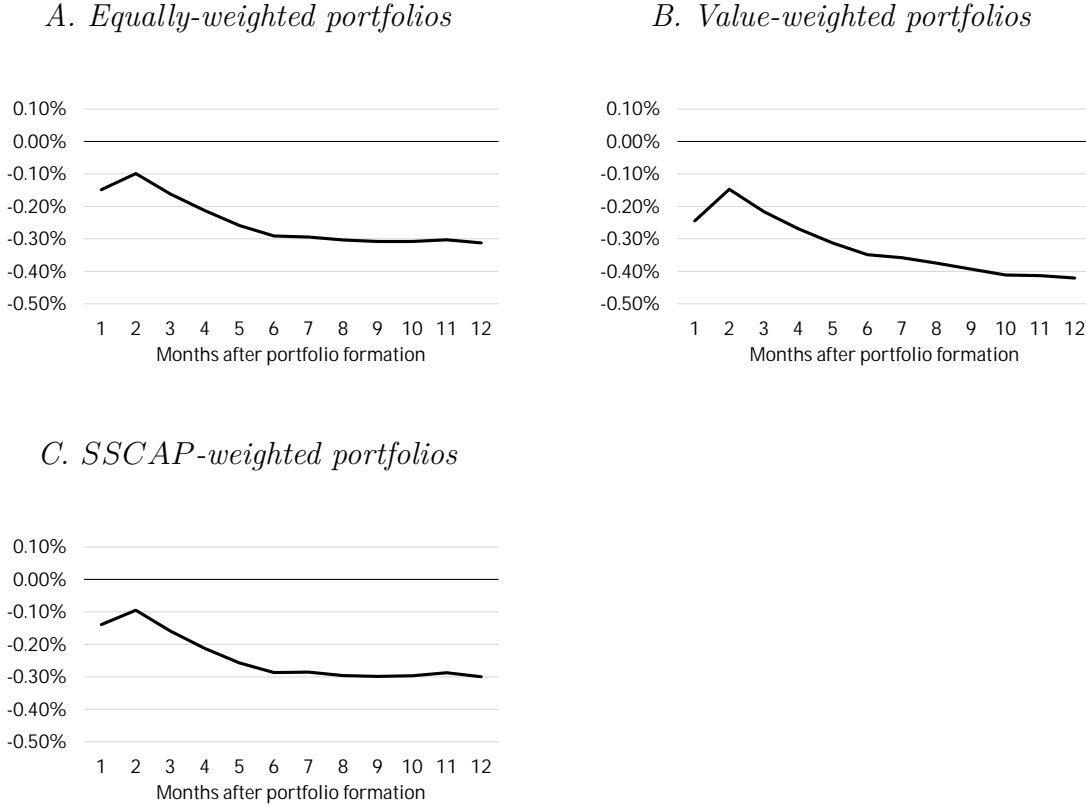 A. Equally-weighted portfolios
0.10%
0.00%
-0.10%
-0.20%
-0.30%
-0.40%
-0.50%
1 2 3 4 5 6 7 8 9 10 11 12
Months after portfolio formation
B. Value-weighted portfolios
0.10%
0.00%
-0.10%
-0.20%
-0.30%
-0.40%
-0.50%
1 2 3 4 5 6 7 8 9 10 11 12
Months after portfolio formation
C. SSCAP-weighted portfolios
0.10%
0.00%
-0.10%
-0.20%
-0.30%
-0.40%
-0.50%
1 2 3 4 5 6 7 8 9 10 11 12
Months after portfolio formation